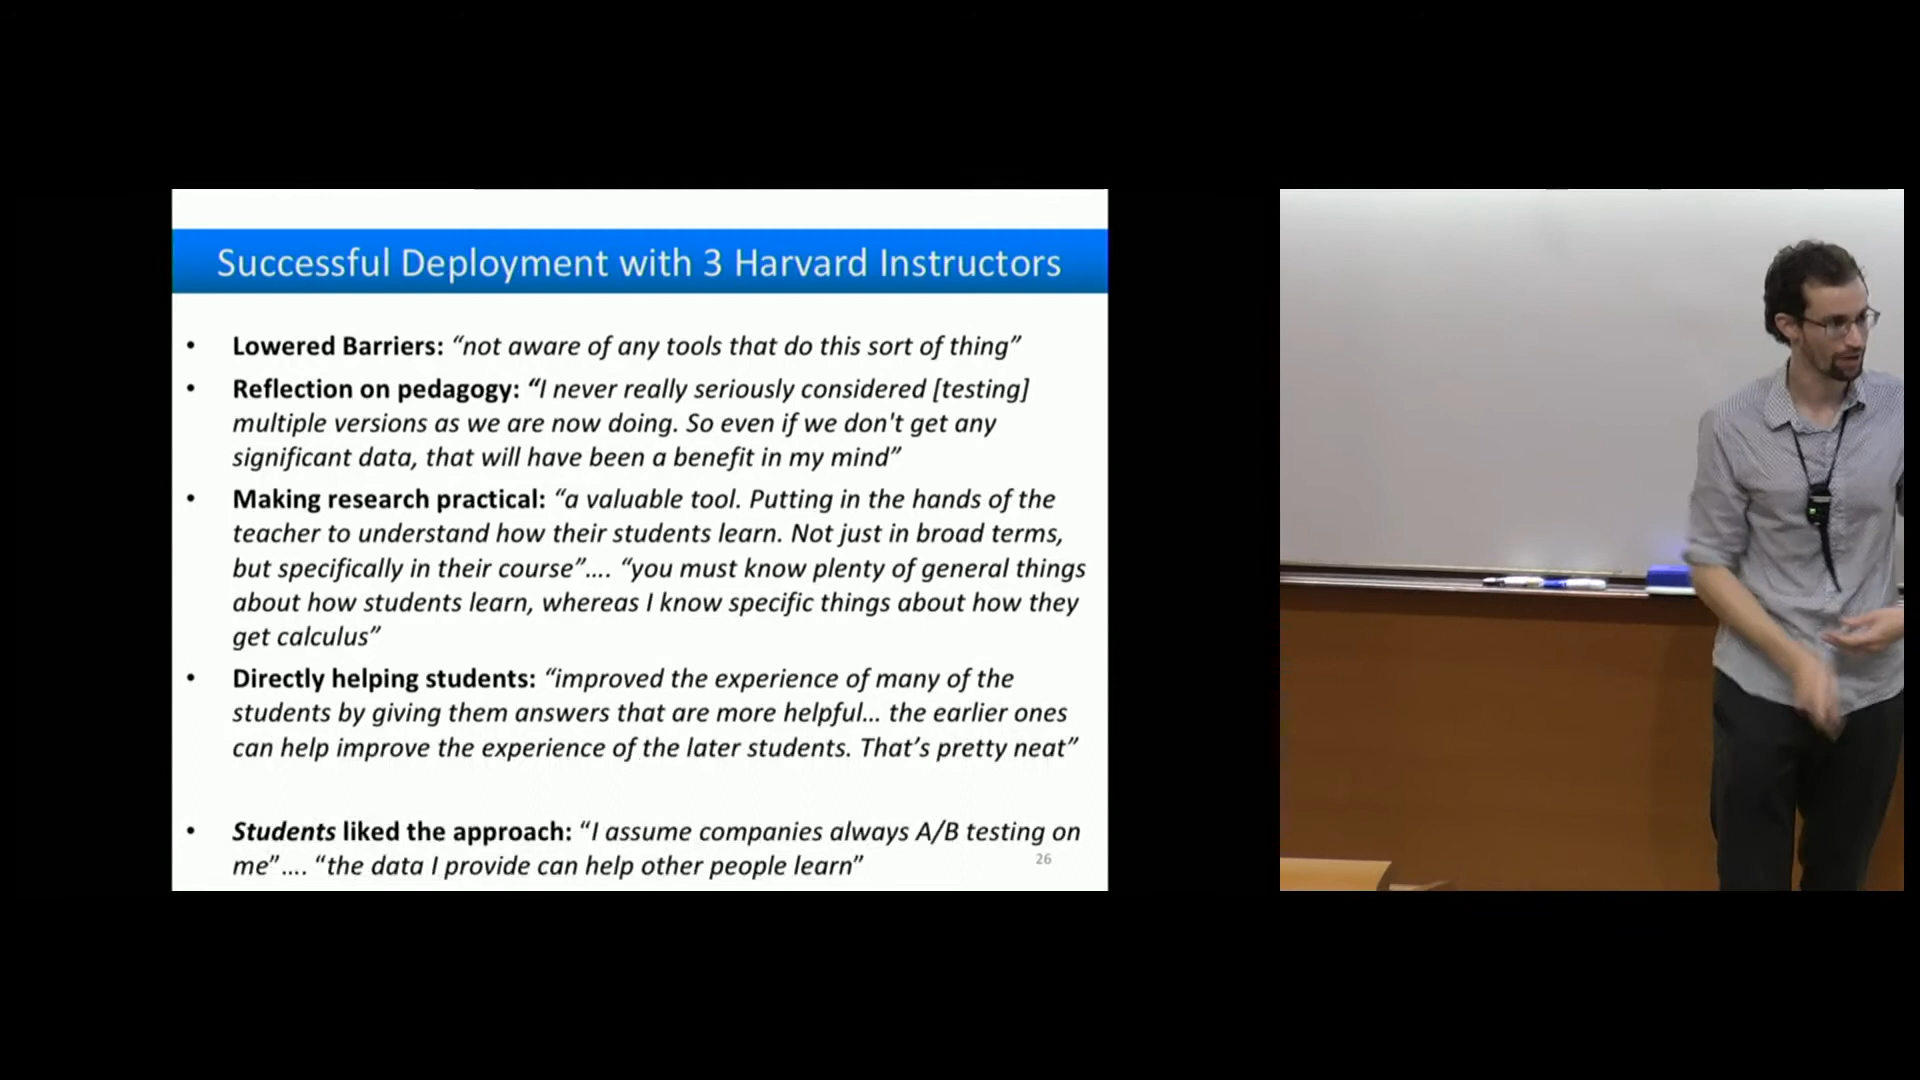 Successful Deployment with 3 Harvard Instructors
• Lowered Barriers: “not aware of any tools that do this sort of thing”
• Reflection on pedagogy: “I never really seriously considered [testing]
multiple versions as we are now doing. So even if we don't get any
significant data, that will have been a benefit in my mind”
• Making research practical: “a valuable tool. Putting in the hands of the
teacher to understand how their students learn. Not just in broad terms,
but specifically in their course”…. “you must know plenty of general things
about how students learn, whereas I know specific things about how they
get calculus”
• Directly helping students: “improved the experience of many of the
students by giving them answers that are more helpful… the earlier ones
can help improve the experience of the later students. That’s pretty neat”
• Students liked the approach: “I assume companies always A/B testing on
me”…. “the data I provide can help other people learn”
26